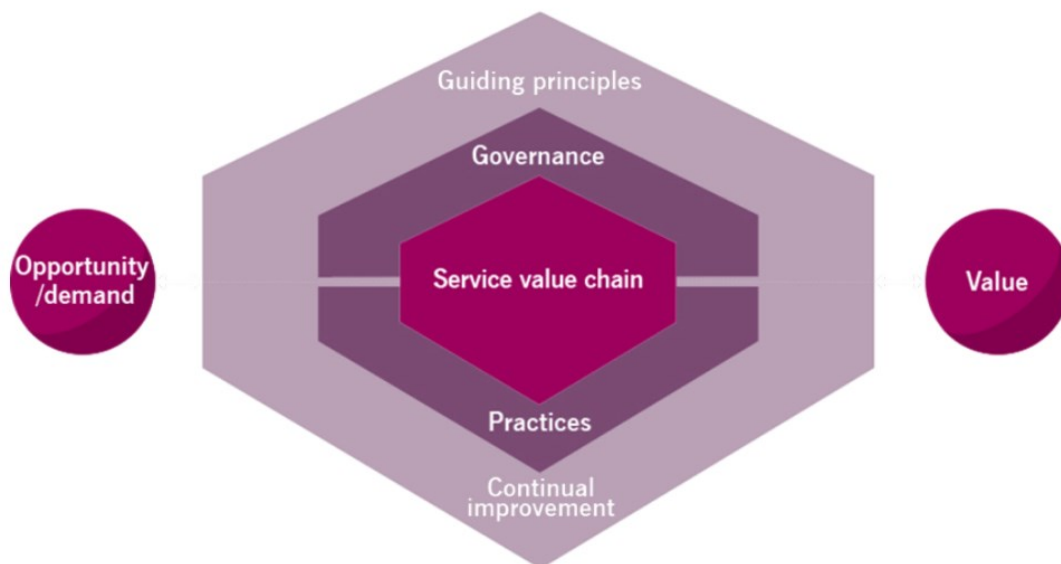 Guiding principles
Governance
Opportunity
/demand
Service value chain
Value
Practices
Continual
improvement